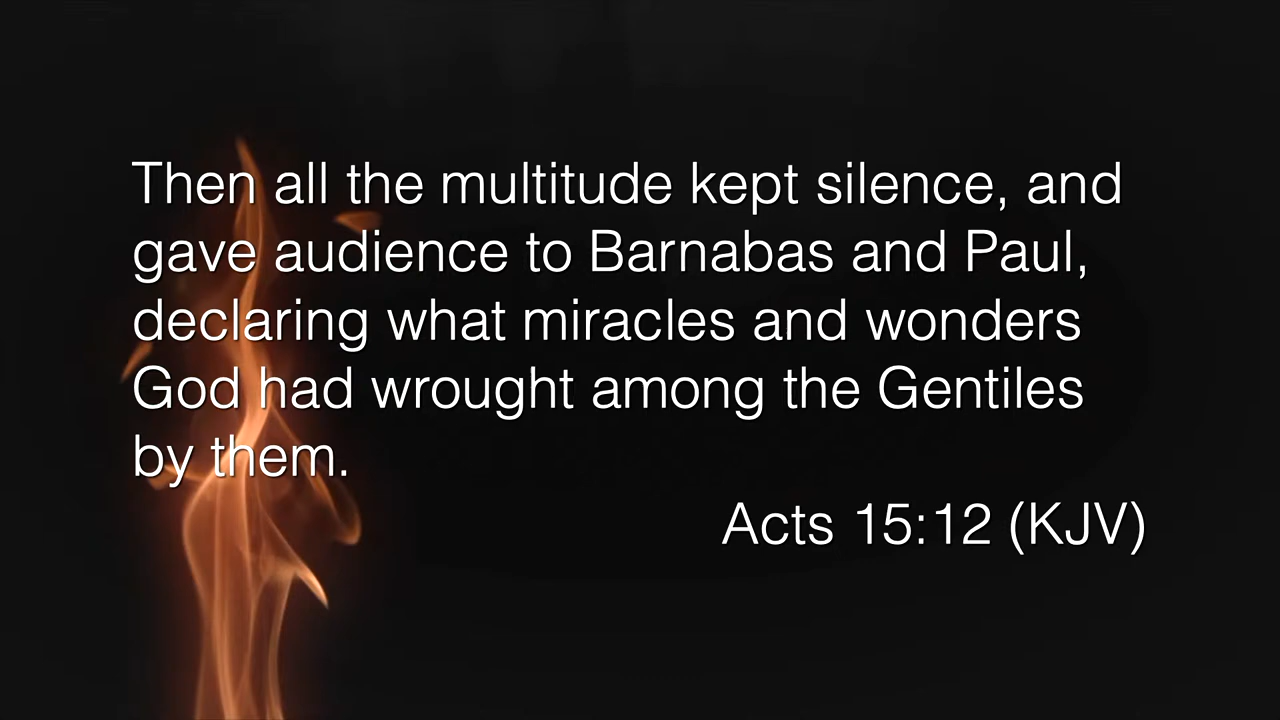 Then all the multitude kept silence, and
gave audience to Barnabas and Paul,
declaring what miracles and wonders
God had wrought among the Gentiles
by them.
Acts 15:12 (KJV)